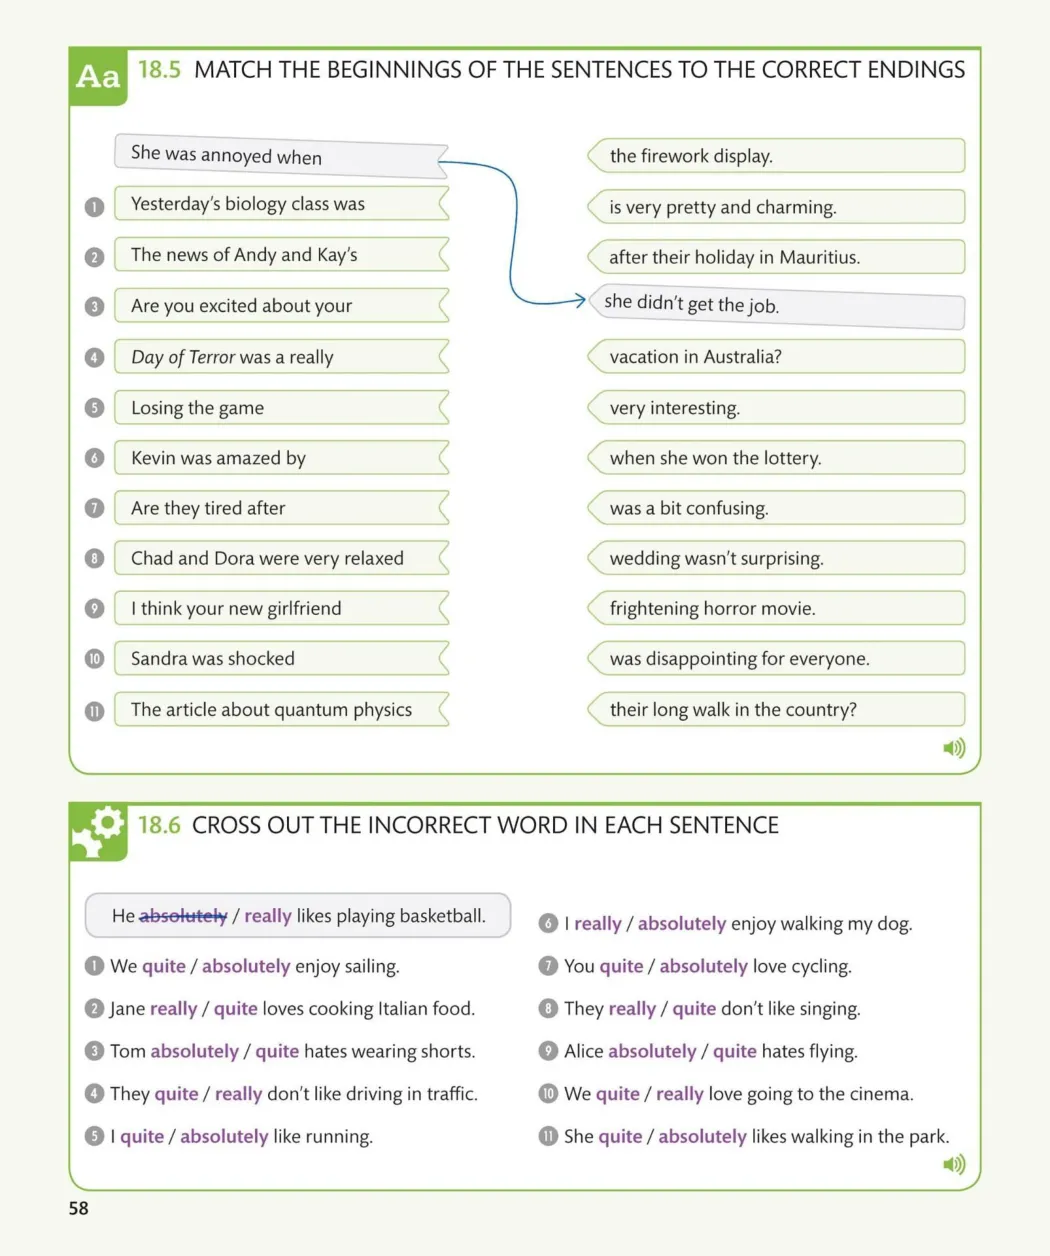 Aa
18.5 MATCH THE BEGINNINGS OF THE SENTENCES TO THE CORRECT ENDINGS
She was annoyed when
the firework display.
1 Yesterday's biology class was
is very pretty and charming.
2 The news of Andy and Kay's
after their holiday in Mauritius.
3 Are you excited about your
she didn't get the job.
4 Day of Terror was a really
vacation in Australia?
5 Losing the game
very interesting.
6 Kevin was amazed by
when she won the lottery.
7 Are they tired after
was a bit confusing.
8 Chad and Dora were very relaxed
wedding wasn't surprising.
9 I think your new girlfriend
frightening horror movie.
10 Sandra was shocked
was disappointing for everyone.
11 The article about quantum physics
their long walk in the country?
18.6 CROSS OUT THE INCORRECT WORD IN EACH SENTENCE
He absolutely / really likes playing basketball.
1 We quite / absolutely enjoy sailing.
2 Jane really / quite loves cooking Italian food.
3 Tom absolutely / quite hates wearing shorts.
4 They quite / really don't like driving in traffic.
5 I quite / absolutely like running.
6 I really / absolutely enjoy walking my dog.
7 You quite / absolutely love cycling.
8 They really / quite don't like singing.
9 Alice absolutely / quite hates flying.
10 We quite / really love going to the cinema.
11 She quite / absolutely likes walking in the park.
58